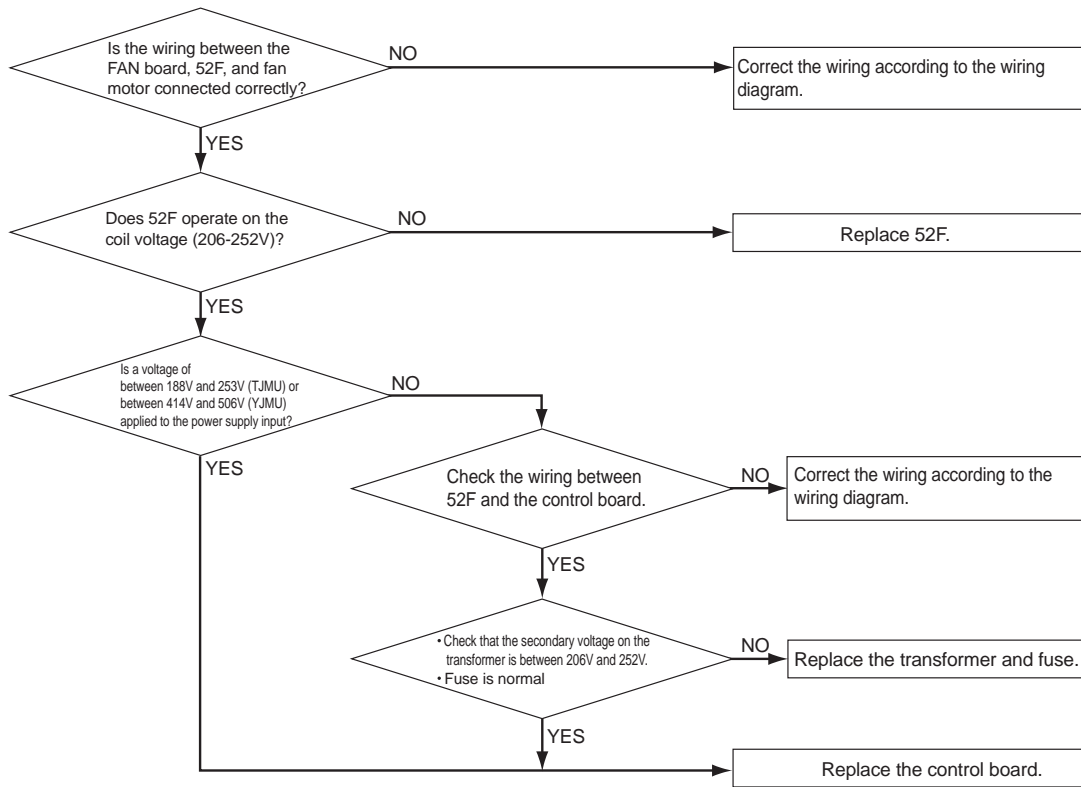 Is the wiring between the
FAN board, 52F, and fan
motor connected correctly?
NO
Correct the wiring according to the wiring
diagram.
YES
Does 52F operate on the
coil voltage (206-252V)?
NO
Replace 52F.
YES
Is a voltage of
between 188V and 253V (TJMU) or
between 414V and 506V (YJMU)
applied to the power supply input?
NO
YES
Check the wiring between
52F and the control board.
NO
Correct the wiring according to the
wiring diagram.
YES
• Check that the secondary voltage on the
transformer is between 206V and 252V.
• Fuse is normal
NO
Replace the transformer and fuse.
YES
Replace the control board.